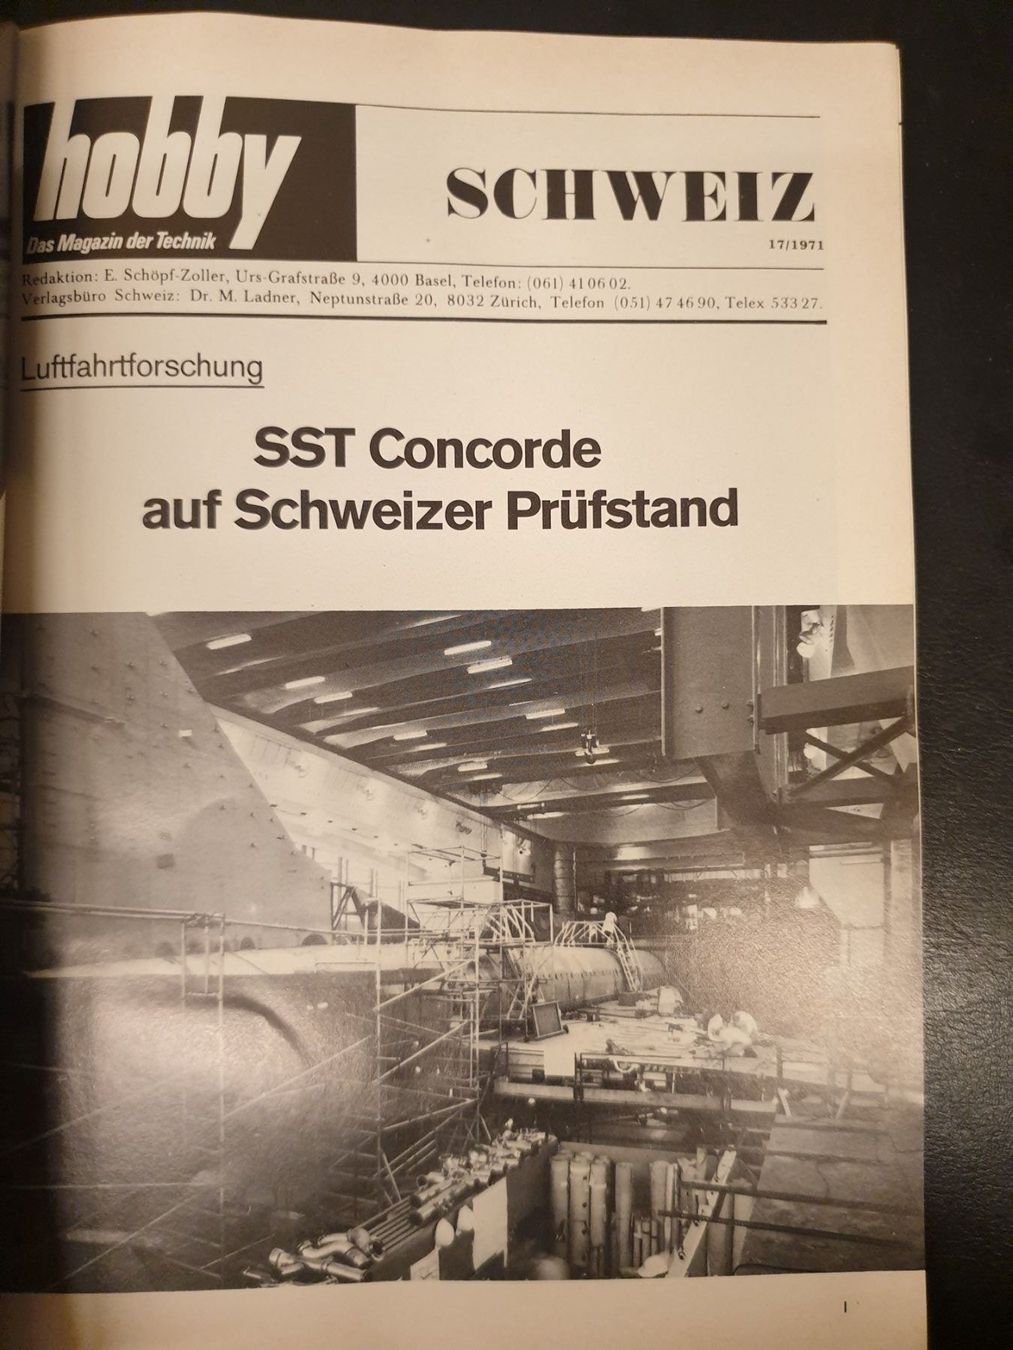 hobby
Das Magazin der Technik
SCHWEIZ
17/1971
Redaktion: E. Schöpf-Zoller, Urs-Grafstraße 9, 4000 Basel, Telefon: (061) 41 06 02.
Verlagsbüro Schweiz: Dr. M. Ladner, Neptunstraße 20, 8032 Zürich, Telefon (051) 47 46 90, Telex 533 27.
Luftfahrtforschung
SST Concorde
auf Schweizer Prüfstand
I